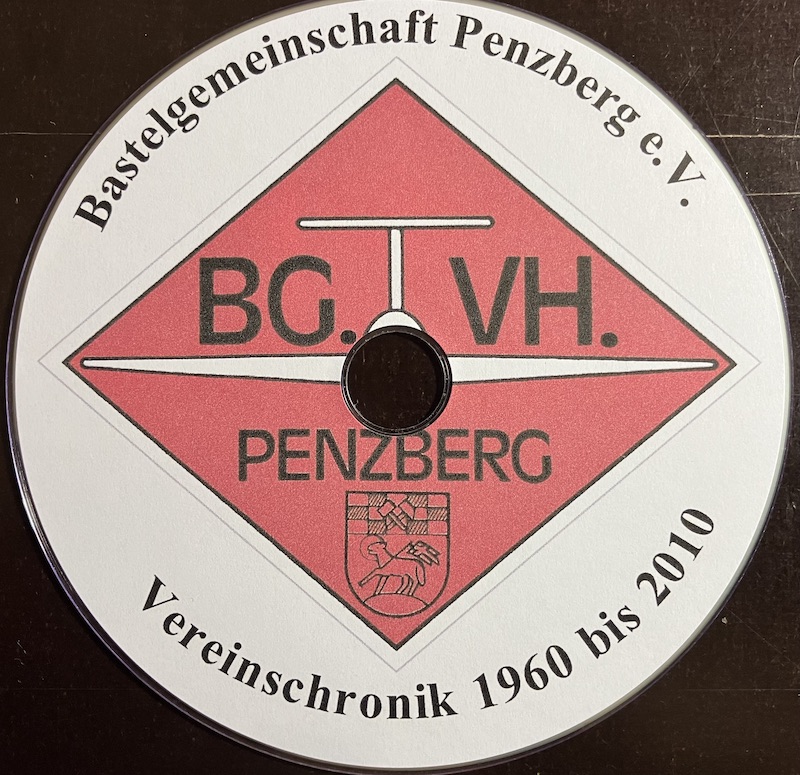 Bastelgemeinschaft Penzberg e.V.
BG. VH.
PENZBERG
Vereinschronik 1960 bis 2010